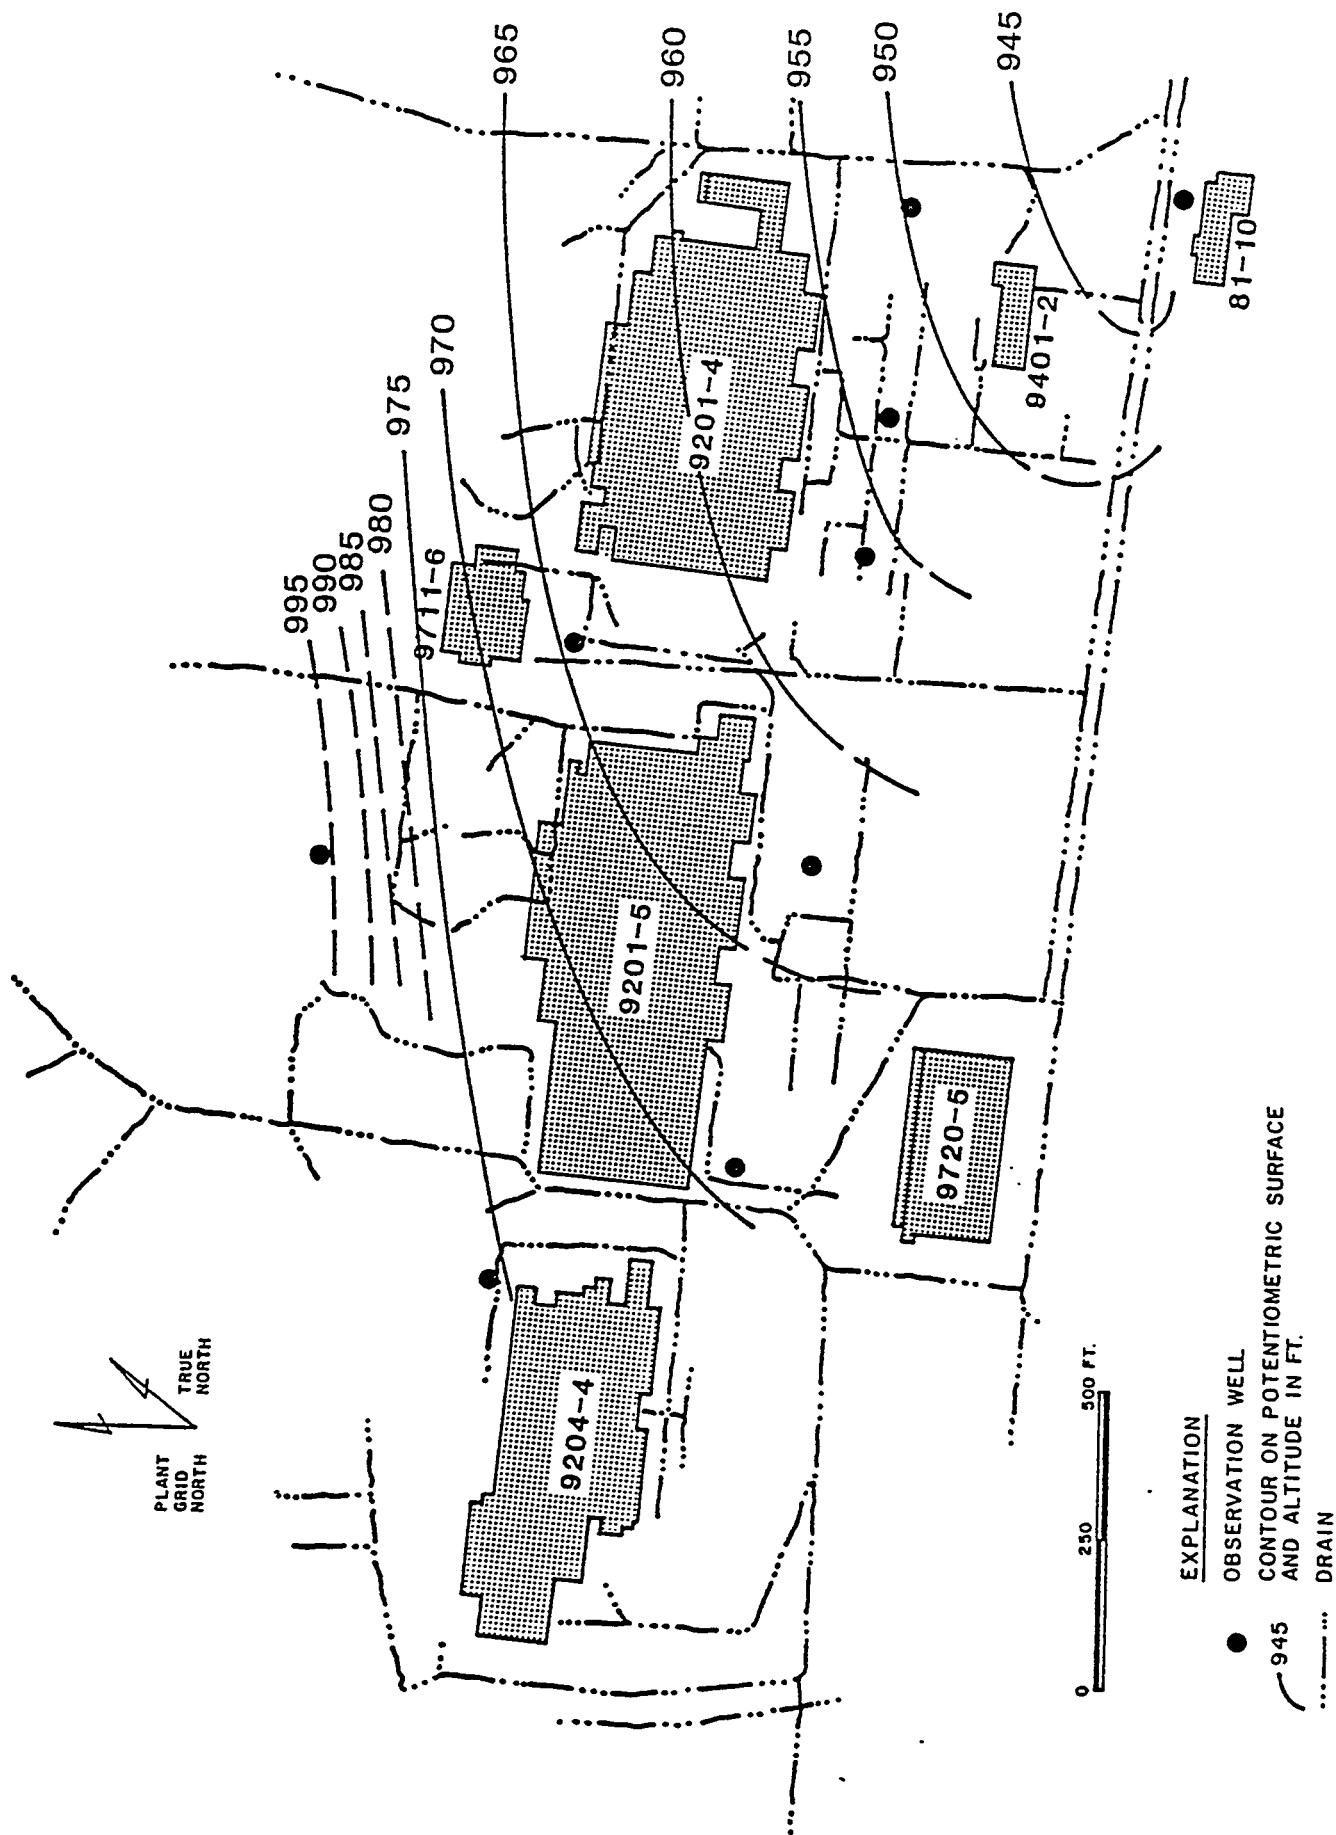 995
990
985
980
975
970
965
960
955
950
945
9711-6
9201-4
9401-2
81-10
9201-5
9720-6
9204-4
PLANT
GRID
NORTH
TRUE
NORTH
0
250
500 FT.
EXPLANATION
OBSERVATION WELL
945
CONTOUR ON POTENTIOMETRIC SURFACE
AND ALTITUDE IN FT.
DRAIN